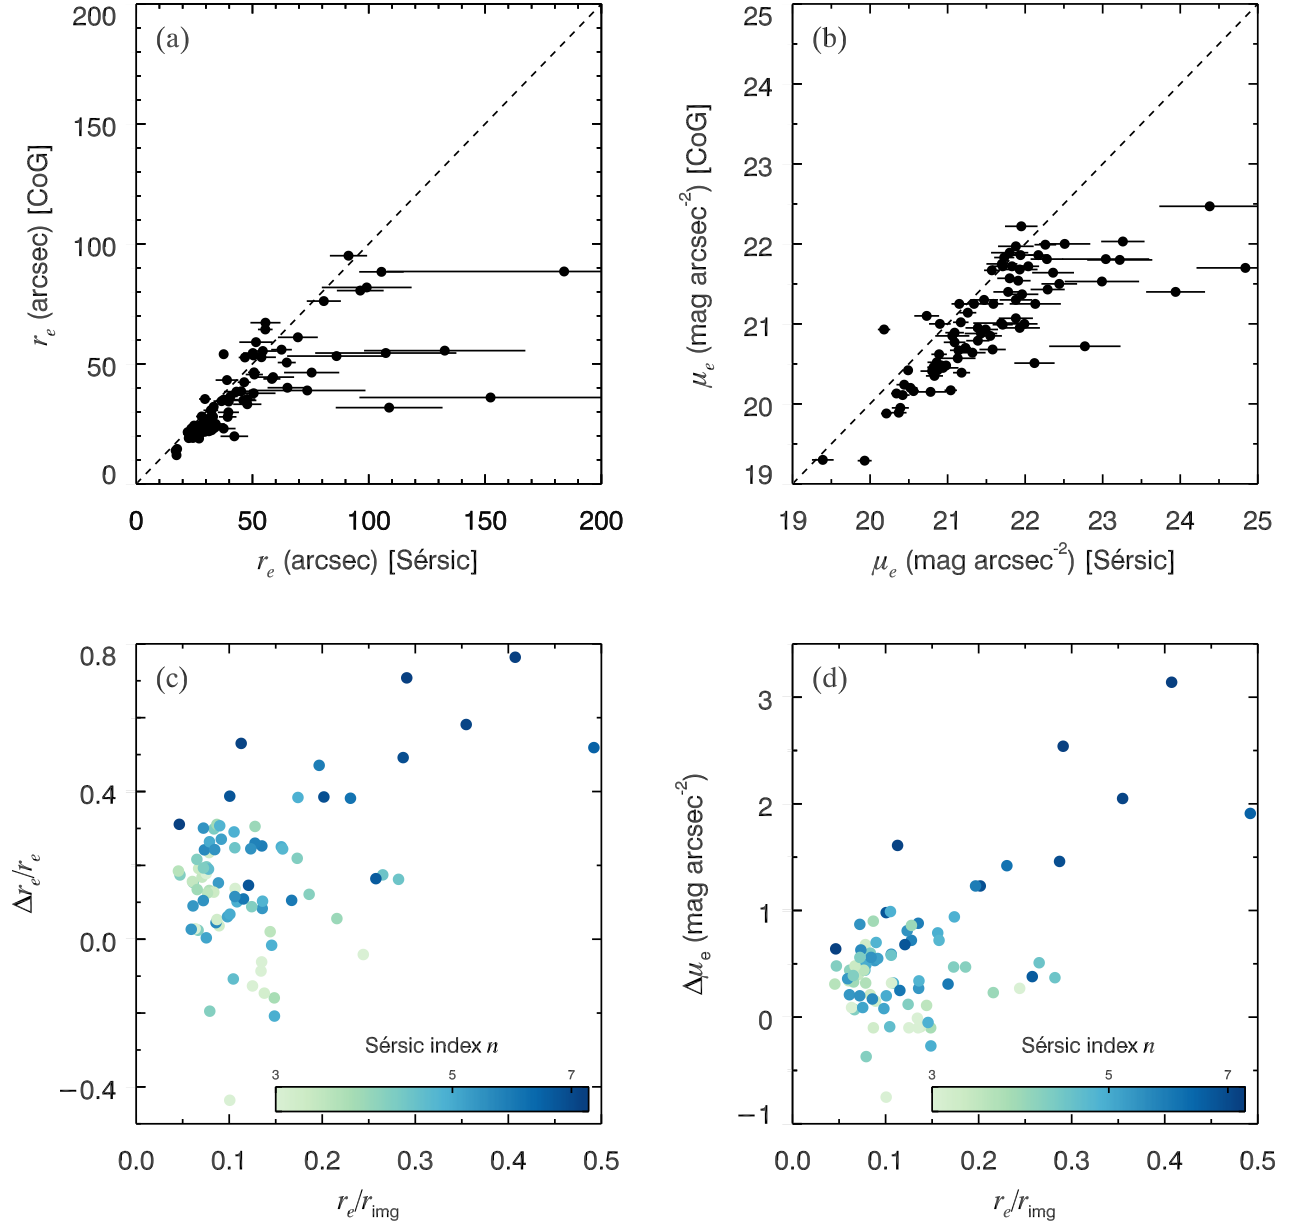 (a)
200
150
100
50
0
r_e (arcsec) [CoG]
0 50 100 150 200
r_e (arcsec) [Sérsic]
(b)
25
24
23
22
21
20
19
μ_e (mag arcsec⁻²) [CoG]
19 20 21 22 23 24 25
μ_e (mag arcsec⁻²) [Sérsic]
(c)
0.8
0.4
0.0
−0.4
Δr_e/r_e
Sérsic index n
3 5 7
0.0 0.1 0.2 0.3 0.4 0.5
r_e/r_img
(d)
3
2
1
0
−1
Δμ_e (mag arcsec⁻²)
Sérsic index n
3 5 7
0.0 0.1 0.2 0.3 0.4 0.5
r_e/r_img